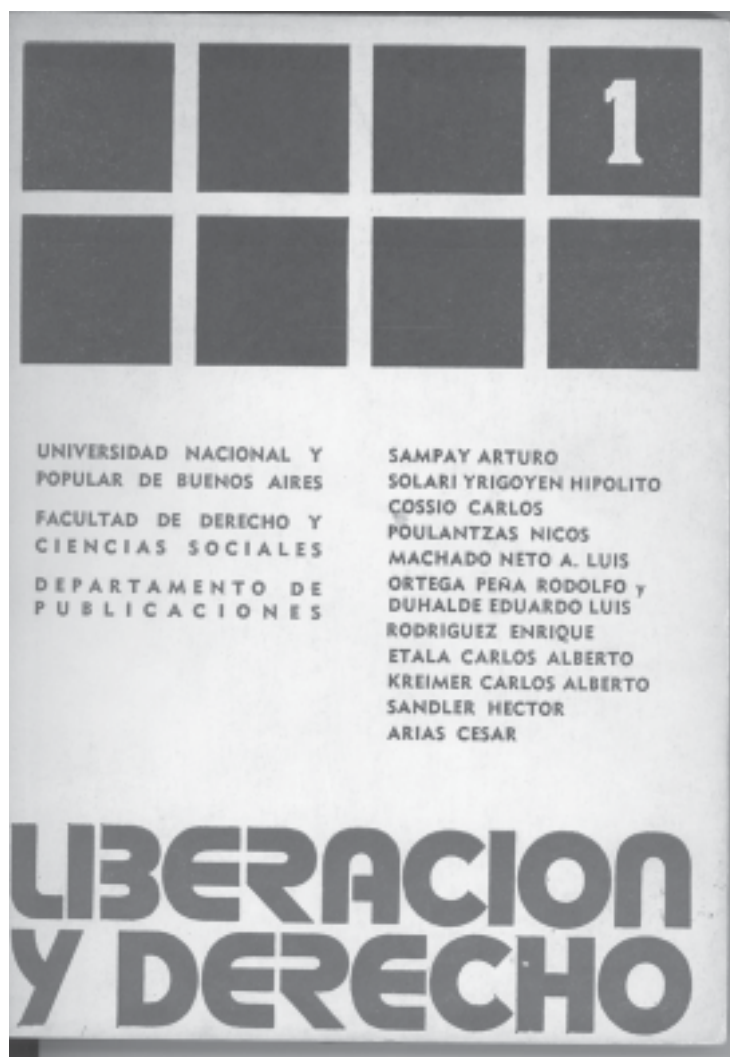 1
UNIVERSIDAD NACIONAL Y
POPULAR DE BUENOS AIRES
FACULTAD DE DERECHO Y
CIENCIAS SOCIALES
DEPARTAMENTO DE
PUBLICACIONES
SAMPAY ARTURO
SOLARI YRIGOYEN HIPOLITO
COSSIO CARLOS
POULANTZAS NICOS
MACHADO NETO A. LUIS
ORTEGA PEÑA RODOLFO y
DUHALDE EDUARDO LUIS
RODRIGUEZ ENRIQUE
ETALA CARLOS ALBERTO
KREIMER CARLOS ALBERTO
SANDLER HECTOR
ARIAS CESAR
LIBERACION
Y DERECHO